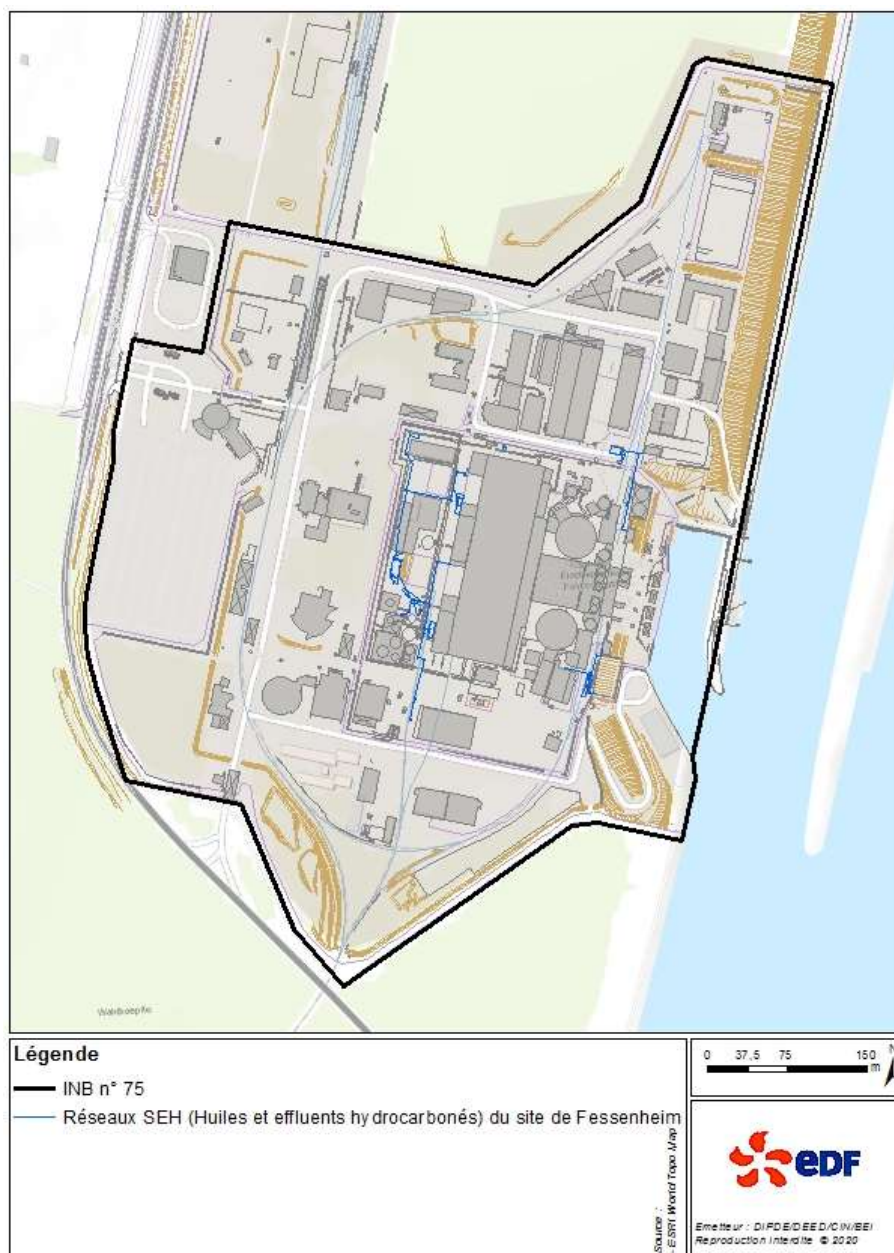 Légende
INB n° 75
Réseaux SEH (Huiles et effluents hydrocarbonés) du site de Fessenheim
Source :
ESRI World Topo Map
0 37,5 75 150
m
N
eDF
Emetteur : DIPDE/DEED/CIN/BEI
Reproduction Interdite © 2020